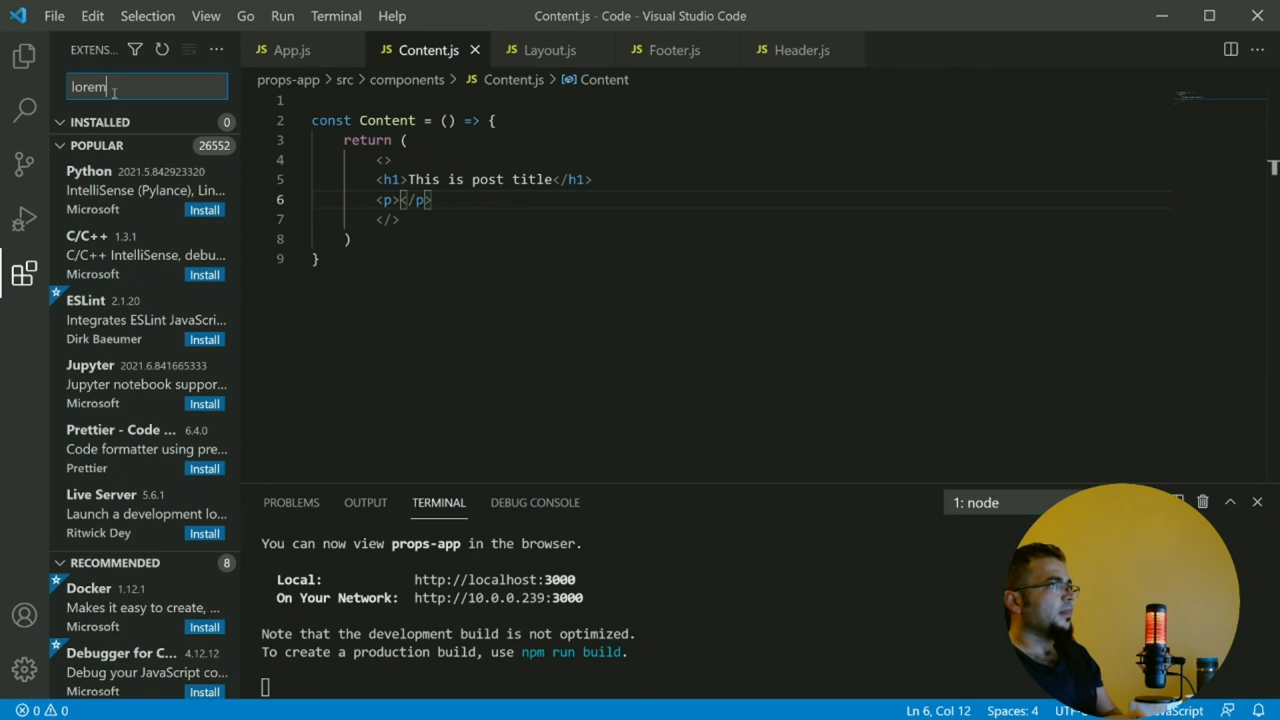 File Edit Selection View Go Run Terminal Help Content.js - Code - Visual Studio Code
EXTENS...
lorem
INSTALLED 0
POPULAR 26552
Python 2021.5.842923320
IntelliSense (Pylance), Lin...
Microsoft Install
C/C++ 1.3.1
C/C++ IntelliSense, debu...
Microsoft Install
ESLint 2.1.20
Integrates ESLint JavaScri...
Dirk Baeumer Install
Jupyter 2021.6.841665333
Jupyter notebook suppor...
Microsoft Install
Prettier - Code ... 6.4.0
Code formatter using pre...
Prettier Install
Live Server 5.6.1
Launch a development lo...
Ritwick Dey Install
RECOMMENDED 8
Docker 1.12.1
Makes it easy to create, ...
Microsoft Install
Debugger for C... 4.12.12
Debug your JavaScript co...
Microsoft Install
JS App.js JS Content.js JS Layout.js JS Footer.js JS Header.js
props-app > src > components > JS Content.js > Content
1
2 const Content = () => {
3 return (
4 <>
5 <h1>This is post title</h1>
6 <p></p>
7 </>
8 )
9 }
PROBLEMS OUTPUT TERMINAL DEBUG CONSOLE 1: node
You can now view props-app in the browser.
Local: http://localhost:3000
On Your Network: http://10.0.0.239:3000
Note that the development build is not optimized.
To create a production build, use npm run build.
0 0 Ln 6, Col 12 Spaces: 4